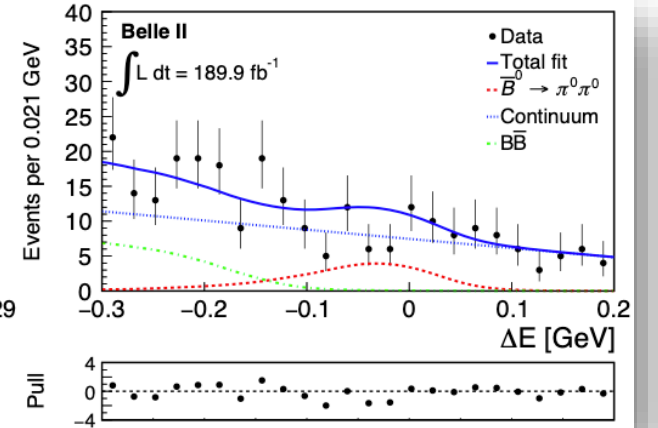 40
35
30
25
20
15
10
5
0
Events per 0.021 GeV
Belle II
∫ L dt = 189.9 fb⁻¹
Data
Total fit
B̅⁰ → π⁰π⁰
Continuum
BB̅
29
−0.3 −0.2 −0.1 0 0.1 0.2
ΔE [GeV]
Pull
4
0
−4